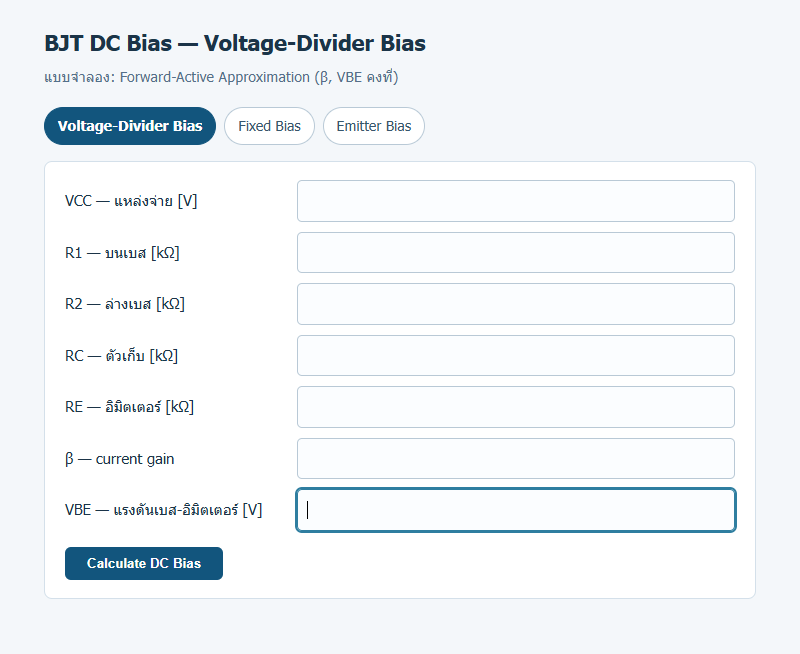 BJT DC Bias — Voltage-Divider Bias
แบบจำลอง: Forward-Active Approximation (β, VBE คงที่)
Voltage-Divider Bias Fixed Bias Emitter Bias
VCC — แหล่งจ่าย [V]
R1 — บนเบส [kΩ]
R2 — ล่างเบส [kΩ]
RC — ตัวเก็บ [kΩ]
RE — อิมิตเตอร์ [kΩ]
β — current gain
VBE — แรงดันเบส-อิมิตเตอร์ [V]
Calculate DC Bias